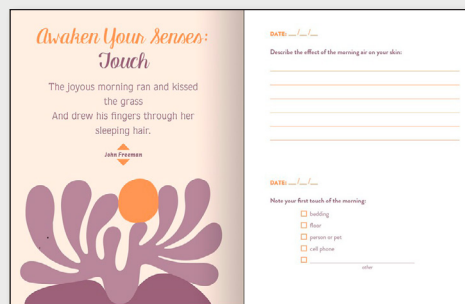 Awaken Your Senses:
Touch
The joyous morning ran and kissed
the grass
And drew his fingers through her
sleeping hair.
John Freeman
DATE: __/__/__
Describe the effect of the morning air on your skin:
DATE: __/__/__
Note your first touch of the morning:
bedding
floor
person or pet
cell phone
other